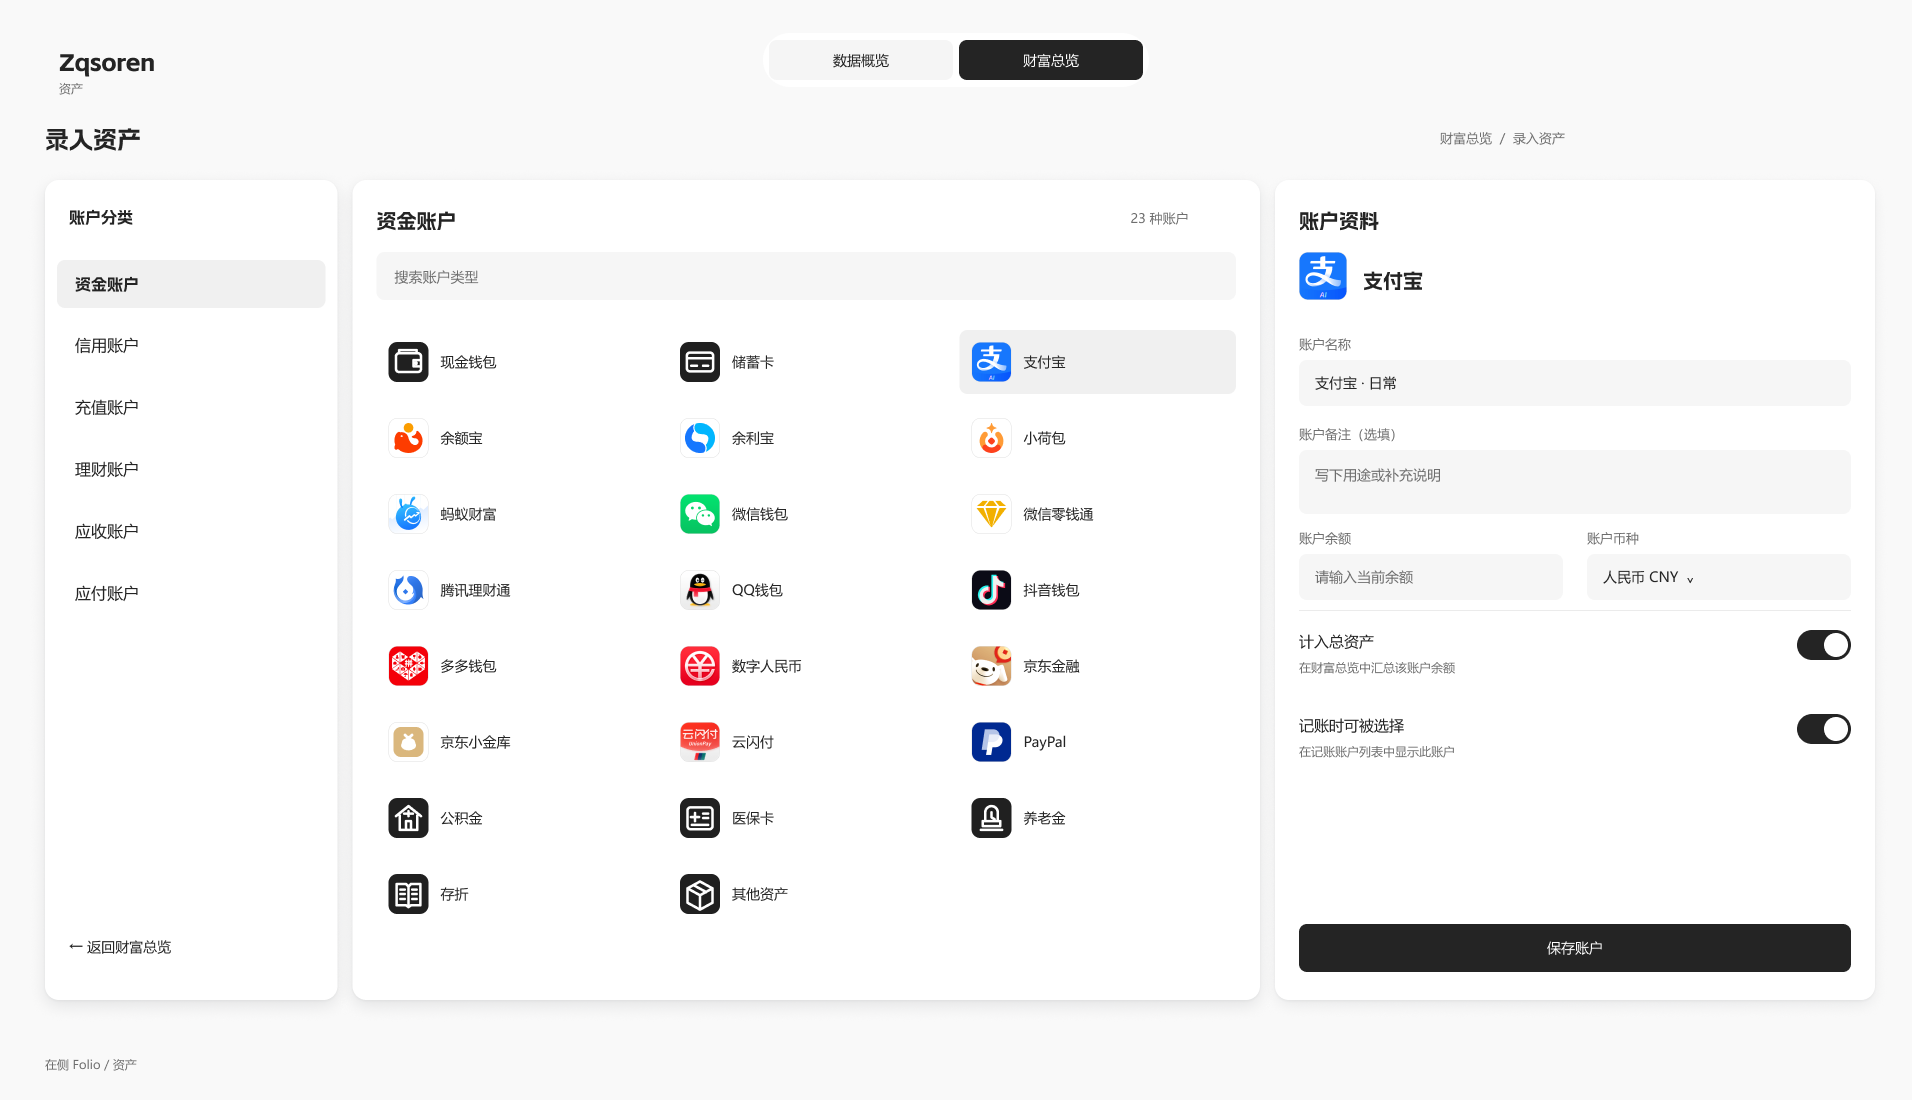 Zqsoren
资产
数据概览
财富总览
录入资产
财富总览 / 录入资产
账户分类
资金账户
信用账户
充值账户
理财账户
应收账户
应付账户
← 返回财富总览
资金账户
23 种账户
搜索账户类型
现金钱包
储蓄卡
支付宝
余额宝
余利宝
小荷包
蚂蚁财富
微信钱包
微信零钱通
腾讯理财通
QQ钱包
抖音钱包
多多钱包
数字人民币
京东金融
京东小金库
云闪付
PayPal
公积金
医保卡
养老金
存折
其他资产
账户资料
支付宝
账户名称
支付宝 · 日常
账户备注（选填）
写下用途或补充说明
账户余额
账户币种
请输入当前余额
人民币 CNY
计入总资产
在财富总览中汇总该账户余额
记账时可被选择
在记账账户列表中显示此账户
保存账户
在侧 Folio / 资产